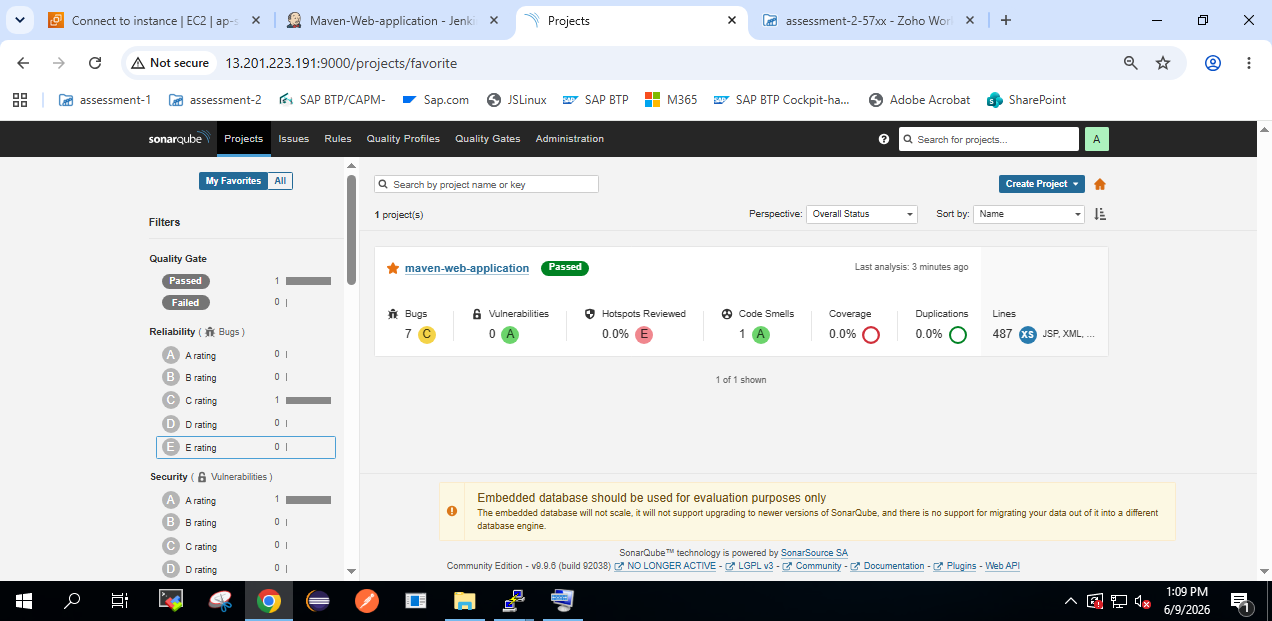 Connect to instance | EC2 | ap-s
Maven-Web-application - Jenki
Projects
assessment-2-57xx - Zoho Wor
Not secure
13.201.223.191:9000/projects/favorite
assessment-1
assessment-2
SAP BTP/CAPM-
Sap.com
JSLinux
SAP BTP
M365
SAP BTP Cockpit-ha...
Adobe Acrobat
SharePoint
sonarqube
Projects
Issues
Rules
Quality Profiles
Quality Gates
Administration
Search for projects...
A
My Favorites
All
Filters
Quality Gate
Passed 1
Failed 0
Reliability ( Bugs )
A A rating 0
B B rating 0
C C rating 1
D D rating 0
E E rating 0
Security ( Vulnerabilities )
A A rating 1
B B rating 0
C C rating 0
D D rating 0
Search by project name or key
Create Project
1 project(s)
Perspective: Overall Status
Sort by: Name
maven-web-application
Passed
Last analysis: 3 minutes ago
Bugs
7 C
Vulnerabilities
0 A
Hotspots Reviewed
0.0% E
Code Smells
1 A
Coverage
0.0%
Duplications
0.0%
Lines
487 XS JSP, XML, ...
1 of 1 shown
Embedded database should be used for evaluation purposes only
The embedded database will not scale, it will not support upgrading to newer versions of SonarQube, and there is no support for migrating your data out of it into a different
database engine.
SonarQube™ technology is powered by SonarSource SA
Community Edition - v9.9.6 (build 92038) NO LONGER ACTIVE - LGPL v3 - Community - Documentation - Plugins - Web API
1:09 PM
6/9/2026
1